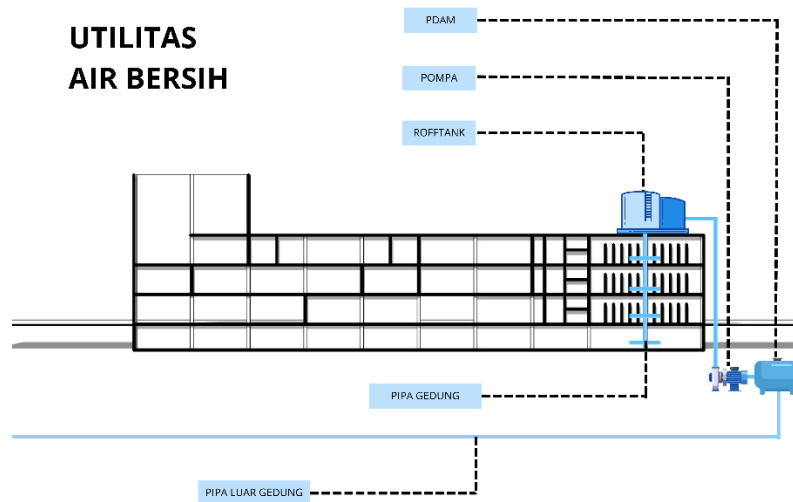 UTILITAS
AIR BERSIH
PDAM
POMPA
ROFFTANK
PIPA GEDUNG
PIPA LUAR GEDUNG